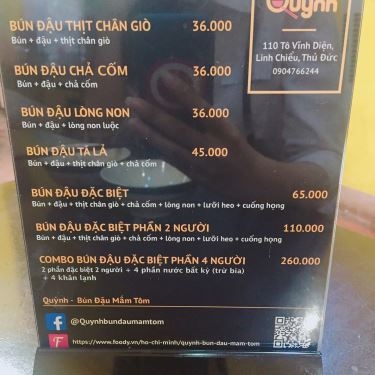 Quỳnh
110 Tô Vĩnh Diện,
Linh Chiểu, Thủ Đức
0904766244
BÚN ĐẬU THỊT CHÂN GIÒ 36.000
Bún + đậu + thịt chân giò
BÚN ĐẬU CHẢ CỐM 36.000
Bún + đậu + chả cốm
BÚN ĐẬU LÒNG NON 36.000
Bún + đậu + lòng non luộc
BÚN ĐẬU TÁ LẢ 45.000
Bún + đậu + thịt chân giò + chả cốm
BÚN ĐẬU ĐẶC BIỆT 65.000
Bún + đậu + thịt chân giò + chả cốm + lòng non + lưỡi heo + cuống họng
BÚN ĐẬU ĐẶC BIỆT PHẦN 2 NGƯỜI 110.000
Bún + đậu + thịt chân giò + chả cốm + lòng non + lưỡi heo + cuống họng
COMBO BÚN ĐẬU ĐẶC BIỆT PHẦN 4 NGƯỜI 260.000
2 phần đặc biệt 2 người + 4 phần nước bất kỳ (trừ bia)
+ 4 khăn lạnh
Quỳnh - Bún Đậu Mắm Tôm
@Quynhbundaumamtom
https://www.foody.vn/ho-chi-minh/quynh-bun-dau-mam-tom